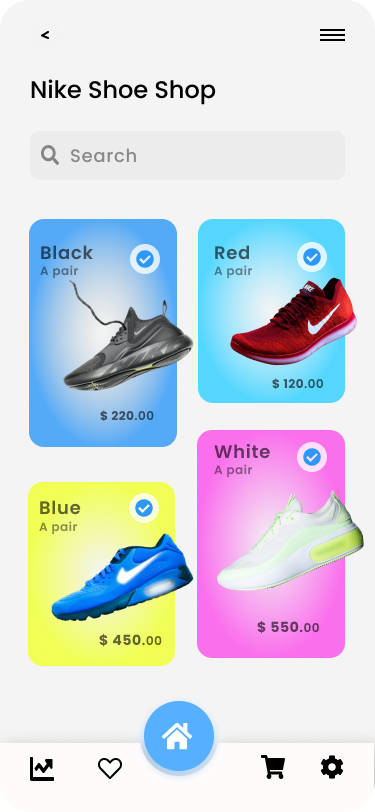 <
Nike Shoe Shop
Search
Black
A pair
$ 220.00
Red
A pair
NIKE
$ 120.00
Blue
A pair
$ 450.00
White
A pair
$ 550.00